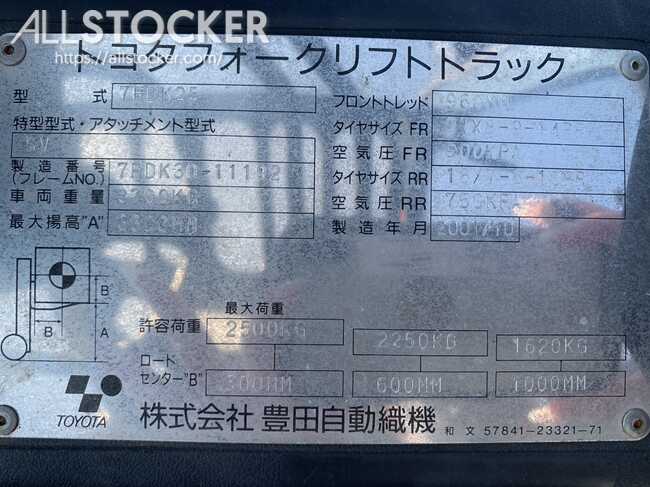 ALLSTOCKER
https://allstocker.com/
トヨタフォークリフトトラック
型 式 7FDK25
特型型式・アタッチメント型式
FV
製造番号
(フレームNO.)
車両重量
最大揚高"A"
フロントトレッド
タイヤサイズ FR
空気圧 FR
タイヤサイズ RR
空気圧 RR
製造年月 2001/10
B
B
A
最大荷重
許容荷重 2500KG 2250KG 1620KG
ロード
センター"B" 500MM 600MM 1000MM
TOYOTA
株式会社 豊田自動織機
和 文 57841-23321-71